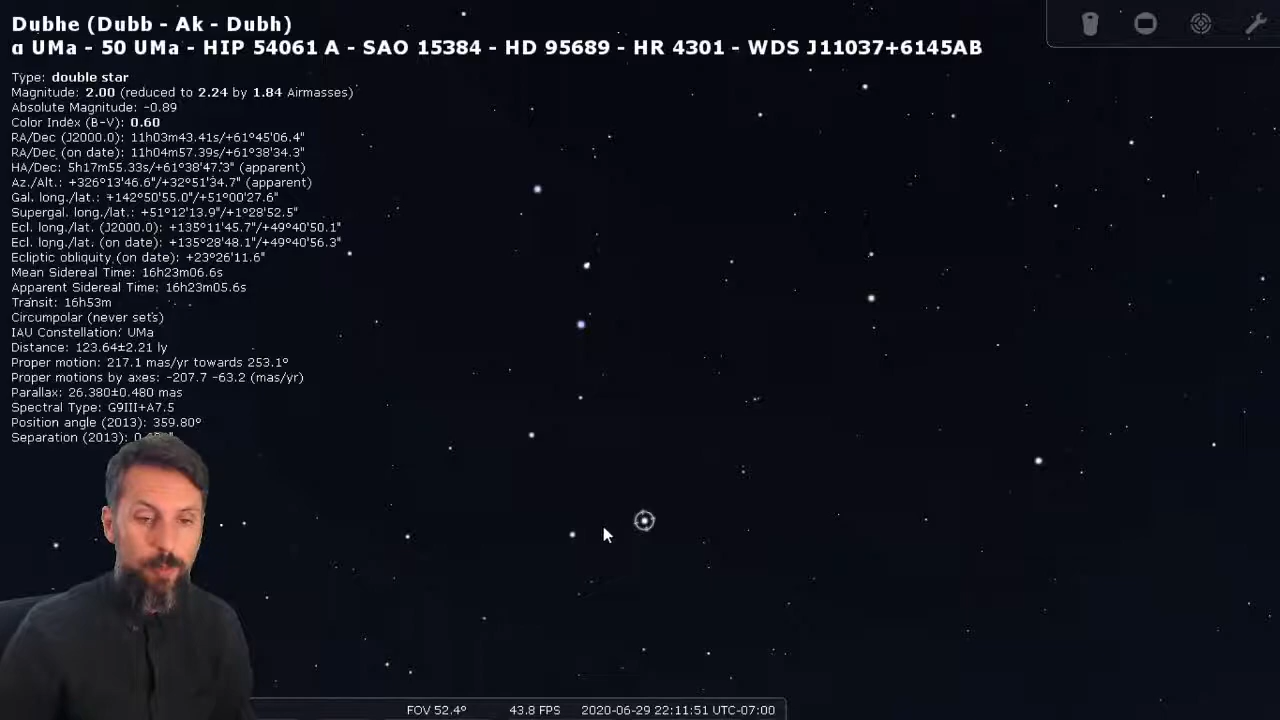 Dubhe (Dubb - Ak - Dubh)
α UMa - 50 UMa - HIP 54061 A - SAO 15384 - HD 95689 - HR 4301 - WDS J11037+6145AB
Type: double star
Magnitude: 2.00 (reduced to 2.24 by 1.84 Airmasses)
Absolute Magnitude: -0.89
Color Index (B-V): 0.60
RA/Dec (J2000.0): 11h03m43.41s/+61°45'06.4"
RA/Dec (on date): 11h04m57.39s/+61°38'34.3"
HA/Dec: 5h17m55.33s/+61°38'47.3" (apparent)
Az./Alt.: +326°13'46.6"/+32°51'34.7" (apparent)
Gal. long./lat.: +142°50'55.0"/+51°00'27.6"
Supergal. long./lat.: +51°12'13.9"/+1°28'52.5"
Ecl. long./lat. (J2000.0): +135°11'45.7"/+49°40'50.1"
Ecl. long./lat. (on date): +135°28'48.1"/+49°40'56.3"
Ecliptic obliquity (on date): +23°26'11.6"
Mean Sidereal Time: 16h23m06.6s
Apparent Sidereal Time: 16h23m05.6s
Transit: 16h53m
Circumpolar (never sets)
IAU Constellation: UMa
Distance: 123.64±2.21 ly
Proper motion: 217.1 mas/yr towards 253.1°
Proper motions by axes: -207.7 -63.2 (mas/yr)
Parallax: 26.380±0.480 mas
Spectral Type: G9III+A7.5
Position angle (2013): 359.80°
Separation (2013):
FOV 52.4° 43.8 FPS 2020-06-29 22:11:51 UTC-07:00